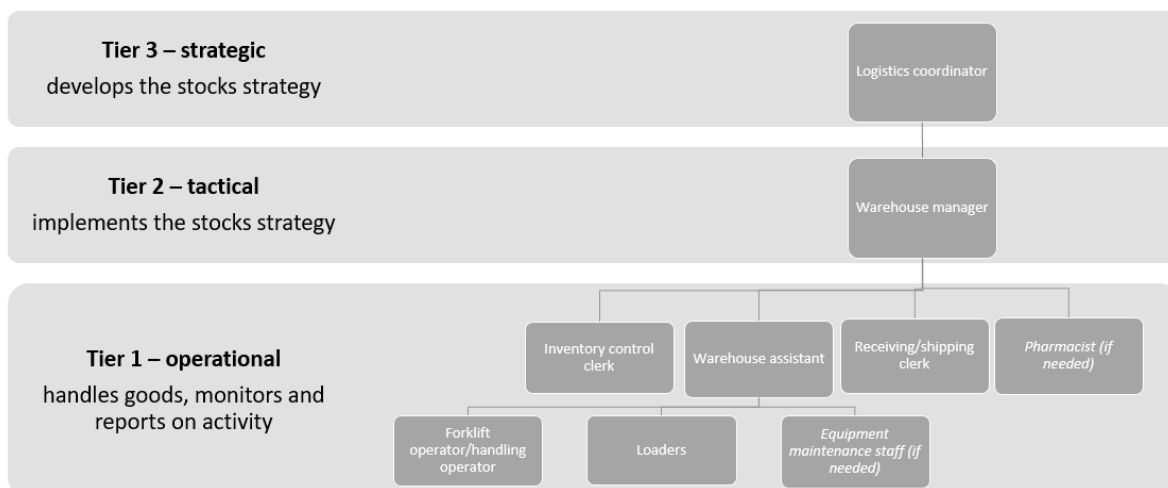 Tier 3 – strategic
develops the stocks strategy
Logistics coordinator
Tier 2 – tactical
implements the stocks strategy
Warehouse manager
Tier 1 – operational
handles goods, monitors and
reports on activity
Inventory control
clerk
Warehouse assistant
Receiving/shipping
clerk
Pharmacist (if
needed)
Forklift
operator/handling
operator
Loaders
Equipment
maintenance staff (if
needed)